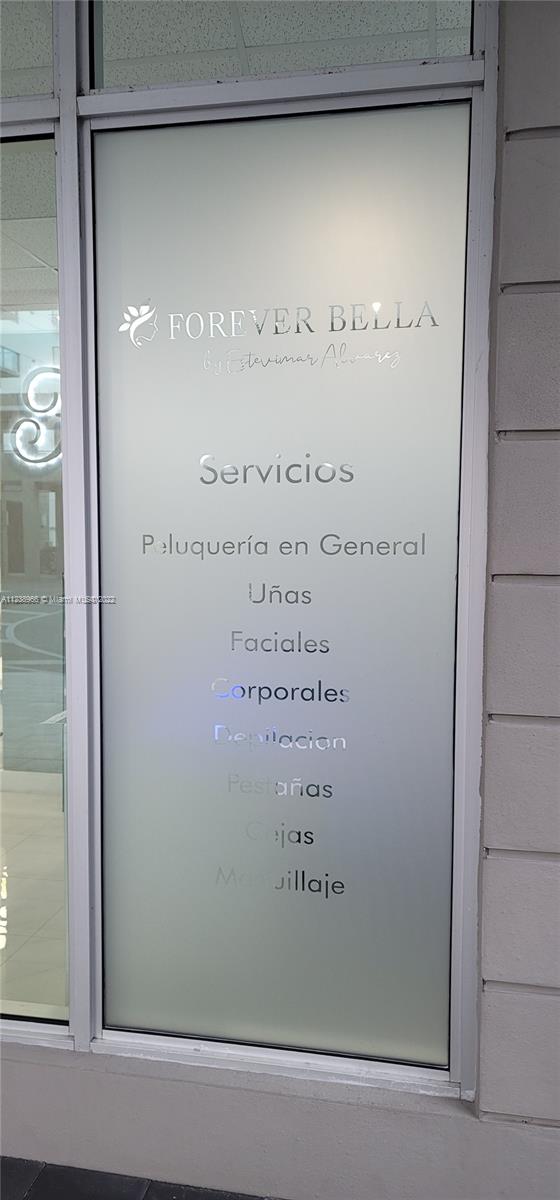 FOREVER BELLA
by Estevimar Alvarez
Servicios
Peluquería en General
Uñas
Faciales
Corporales
Depilacion
Pestañas
Cejas
Maquillaje